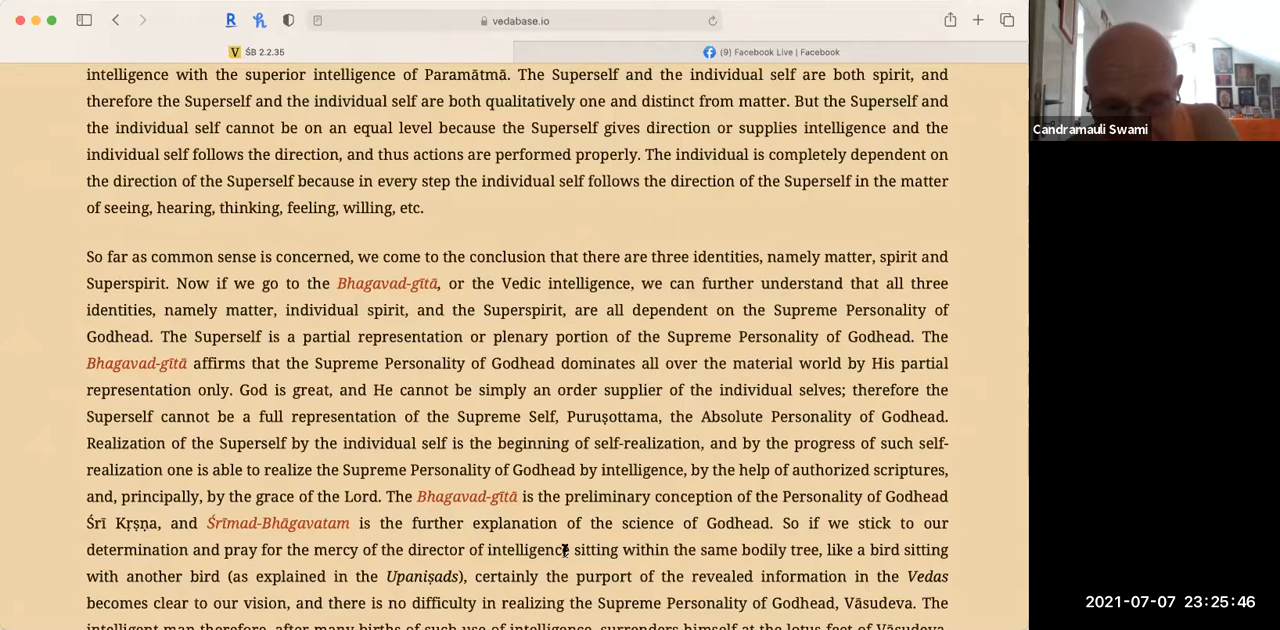 vedabase.io
V ŚB 2.2.35
(9) Facebook Live | Facebook
intelligence with the superior intelligence of Paramātmā. The Superself and the individual self are both spirit, and
therefore the Superself and the individual self are both qualitatively one and distinct from matter. But the Superself and
the individual self cannot be on an equal level because the Superself gives direction or supplies intelligence and the
individual self follows the direction, and thus actions are performed properly. The individual is completely dependent on
the direction of the Superself because in every step the individual self follows the direction of the Superself in the matter
of seeing, hearing, thinking, feeling, willing, etc.
So far as common sense is concerned, we come to the conclusion that there are three identities, namely matter, spirit and
Superspirit. Now if we go to the Bhagavad-gītā, or the Vedic intelligence, we can further understand that all three
identities, namely matter, individual spirit, and the Superspirit, are all dependent on the Supreme Personality of
Godhead. The Superself is a partial representation or plenary portion of the Supreme Personality of Godhead. The
Bhagavad-gītā affirms that the Supreme Personality of Godhead dominates all over the material world by His partial
representation only. God is great, and He cannot be simply an order supplier of the individual selves; therefore the
Superself cannot be a full representation of the Supreme Self, Puruṣottama, the Absolute Personality of Godhead.
Realization of the Superself by the individual self is the beginning of self-realization, and by the progress of such self-
realization one is able to realize the Supreme Personality of Godhead by intelligence, by the help of authorized scriptures,
and, principally, by the grace of the Lord. The Bhagavad-gītā is the preliminary conception of the Personality of Godhead
Śrī Kṛṣṇa, and Śrīmad-Bhāgavatam is the further explanation of the science of Godhead. So if we stick to our
determination and pray for the mercy of the director of intelligence sitting within the same bodily tree, like a bird sitting
with another bird (as explained in the Upaniṣads), certainly the purport of the revealed information in the Vedas
becomes clear to our vision, and there is no difficulty in realizing the Supreme Personality of Godhead, Vāsudeva. The
intelligent man therefore, after many births of such use of intelligence, surrenders himself at the lotus feet of Vāsudeva,
Candramauli Swami
2021-07-07 23:25:46